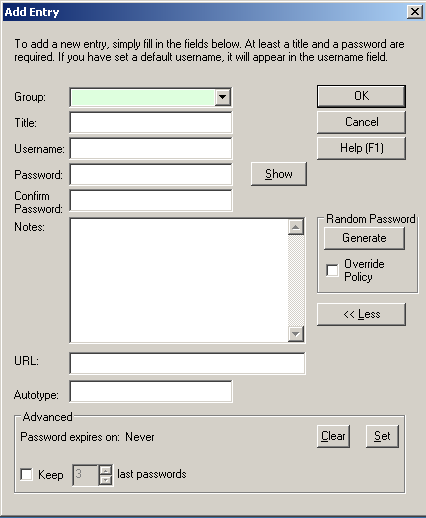 Add Entry
To add a new entry, simply fill in the fields below. At least a title and a password are
required. If you have set a default username, it will appear in the username field.
Group:
OK
Title:
Cancel
Username:
Help (F1)
Password:
Show
Confirm
Password:
Notes:
Random Password
Generate
Override
Policy
<< Less
URL:
Autotype:
Advanced
Password expires on: Never
Clear
Set
Keep 3 last passwords